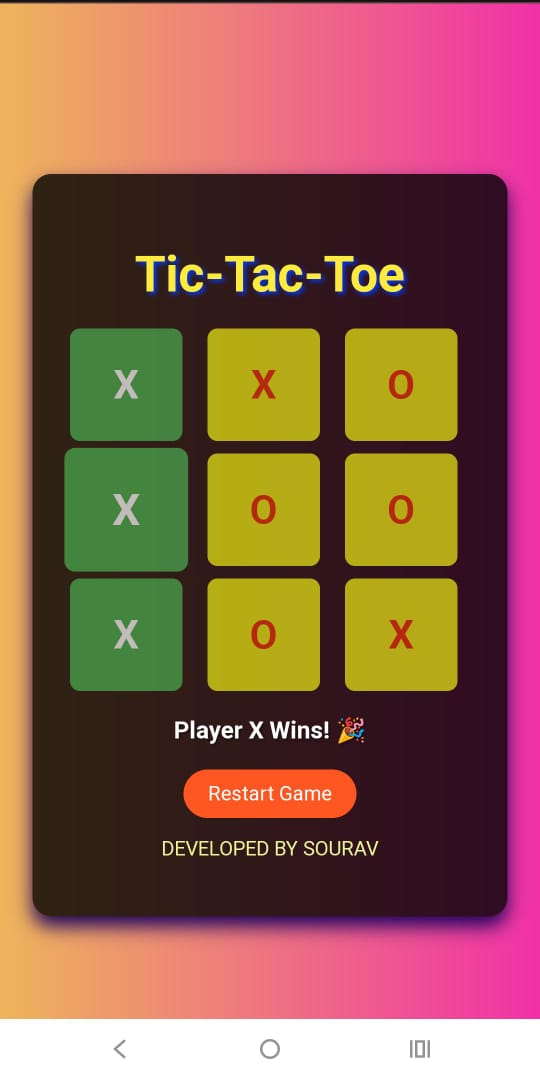 Tic-Tac-Toe
X X O
X O O
X O X
Player X Wins! 🎉
Restart Game
DEVELOPED BY SOURAV